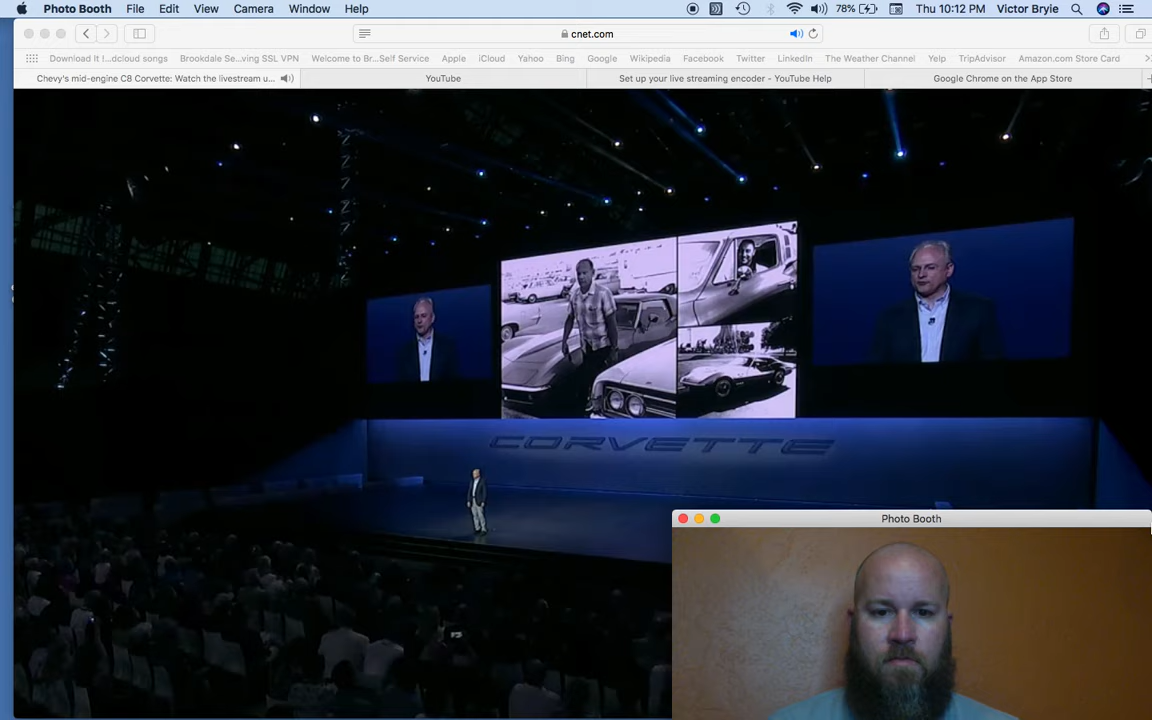 Photo Booth File Edit View Camera Window Help 78% Thu 10:12 PM Victor Bryie
cnet.com
Download It !...dcloud songs Brookdale Se...ving SSL VPN Welcome to Br...Self Service Apple iCloud Yahoo Bing Google Wikipedia Facebook Twitter LinkedIn The Weather Channel Yelp TripAdvisor Amazon.com Store Card
Chevy's mid-engine C8 Corvette: Watch the livestream u... YouTube Set up your live streaming encoder - YouTube Help Google Chrome on the App Store
CORVETTE
Photo Booth